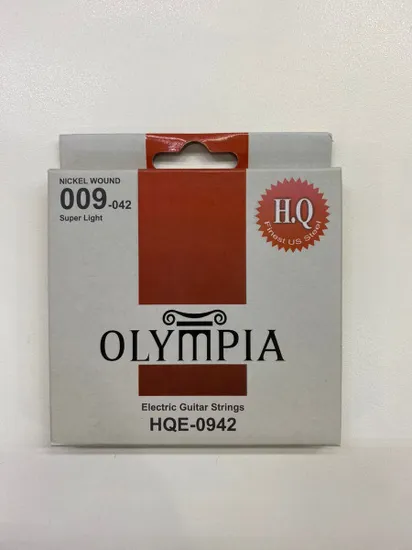 NICKEL WOUND
009-042
Super Light
H.Q
Finest US Steel
OLYMPIA
Electric Guitar Strings
HQE-0942